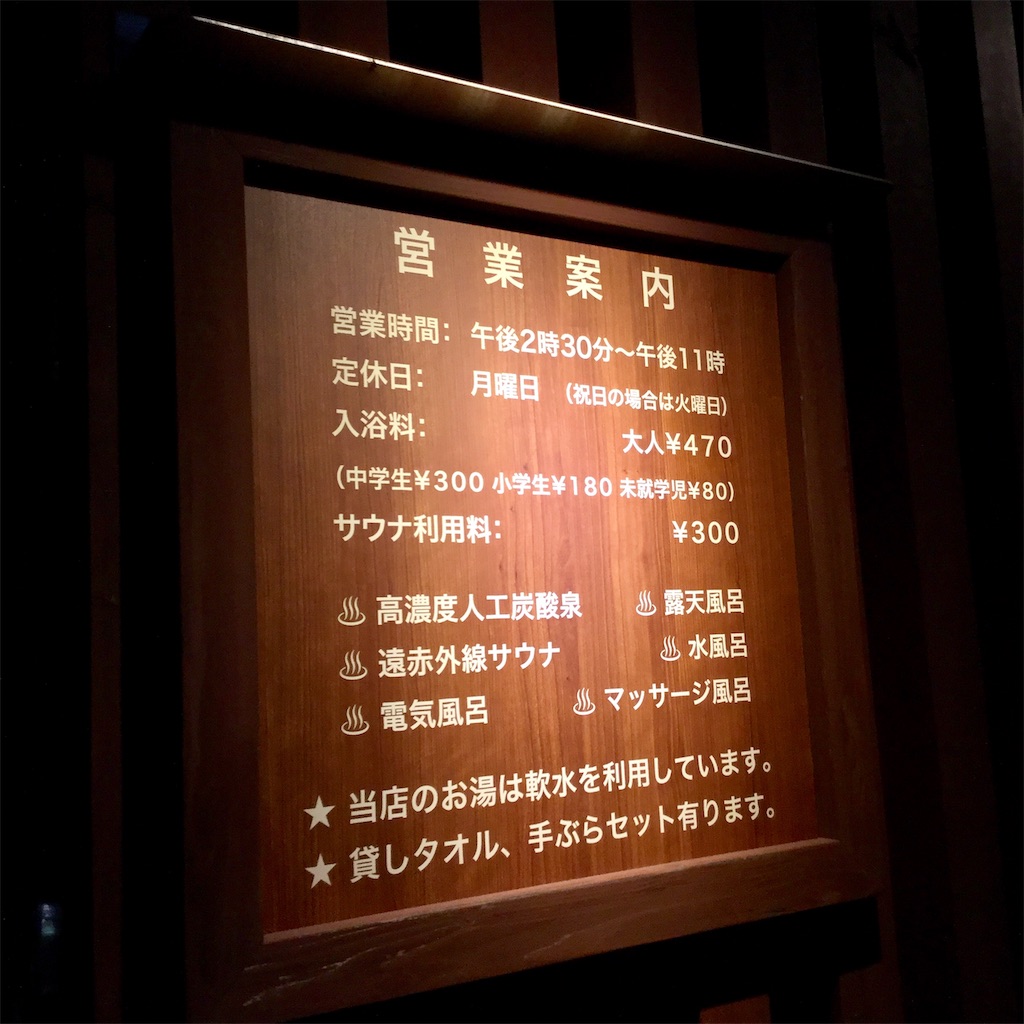 営業案内
営業時間： 午後2時30分～午後11時
定休日： 月曜日 （祝日の場合は火曜日）
入浴料： 大人¥470
（中学生¥300 小学生¥180 未就学児¥80）
サウナ利用料： ¥300
♨ 高濃度人工炭酸泉 ♨ 露天風呂
♨ 遠赤外線サウナ ♨ 水風呂
♨ 電気風呂 ♨ マッサージ風呂
★ 当店のお湯は軟水を利用しています。
★ 貸しタオル、手ぶらセット有ります。